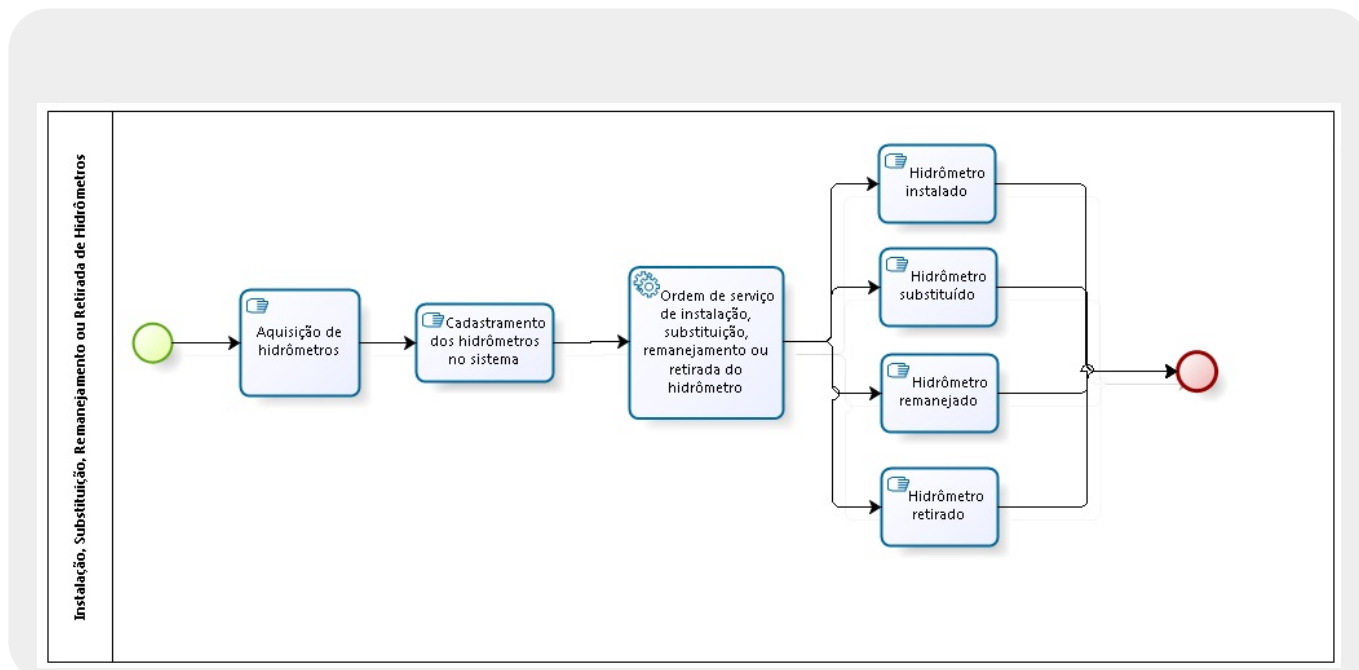 Instalação, Substituição, Remanejamento ou Retirada de Hidrômetros
Aquisição de
hidrômetros
Cadastramento
dos hidrômetros
no sistema
Ordem de serviço
de instalação,
substituição,
remanejamento ou
retirada do
hidrômetro
Hidrômetro
instalado
Hidrômetro
substituído
Hidrômetro
remanejado
Hidrômetro
retirado